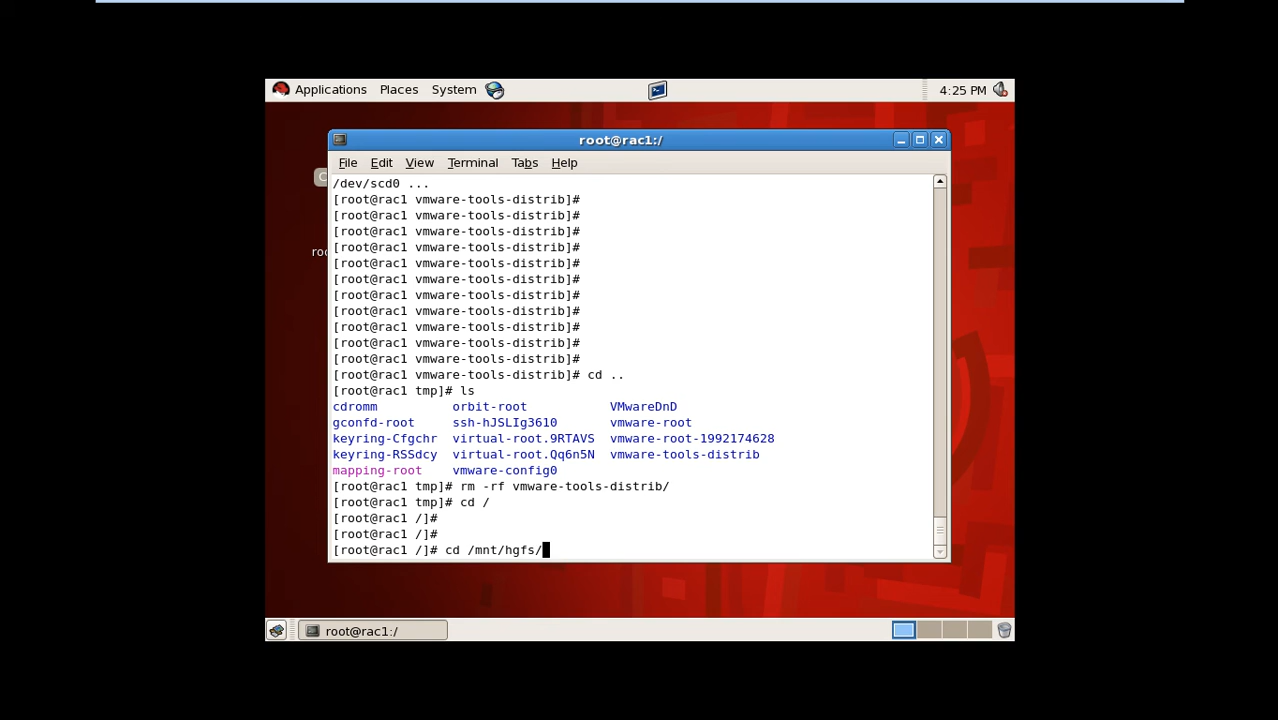 Applications Places System 4:25 PM
root@rac1:/
File Edit View Terminal Tabs Help
/dev/scd0 ...
[root@rac1 vmware-tools-distrib]#
[root@rac1 vmware-tools-distrib]#
[root@rac1 vmware-tools-distrib]#
[root@rac1 vmware-tools-distrib]#
[root@rac1 vmware-tools-distrib]#
[root@rac1 vmware-tools-distrib]#
[root@rac1 vmware-tools-distrib]#
[root@rac1 vmware-tools-distrib]#
[root@rac1 vmware-tools-distrib]#
[root@rac1 vmware-tools-distrib]#
[root@rac1 vmware-tools-distrib]#
[root@rac1 vmware-tools-distrib]# cd ..
[root@rac1 tmp]# ls
cdromm orbit-root VMwareDnD
gconfd-root ssh-hJSLIg3610 vmware-root
keyring-Cfgchr virtual-root.9RTAVS vmware-root-1992174628
keyring-RSSdcy virtual-root.Qq6n5N vmware-tools-distrib
mapping-root vmware-config0
[root@rac1 tmp]# rm -rf vmware-tools-distrib/
[root@rac1 tmp]# cd /
[root@rac1 /]#
[root@rac1 /]#
[root@rac1 /]# cd /mnt/hgfs/
root@rac1:/